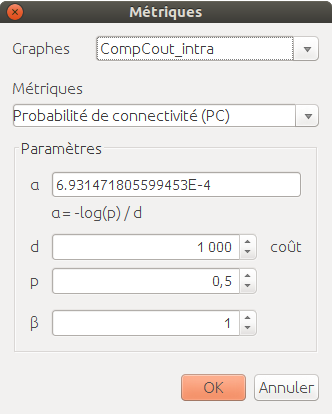 Métriques
Graphes CompCout_intra
Métriques
Probabilité de connectivité (PC)
Paramètres
α 6.931471805599453E-4
α = -log(p) / d
d 1 000 coût
p 0,5
β 1
OK Annuler